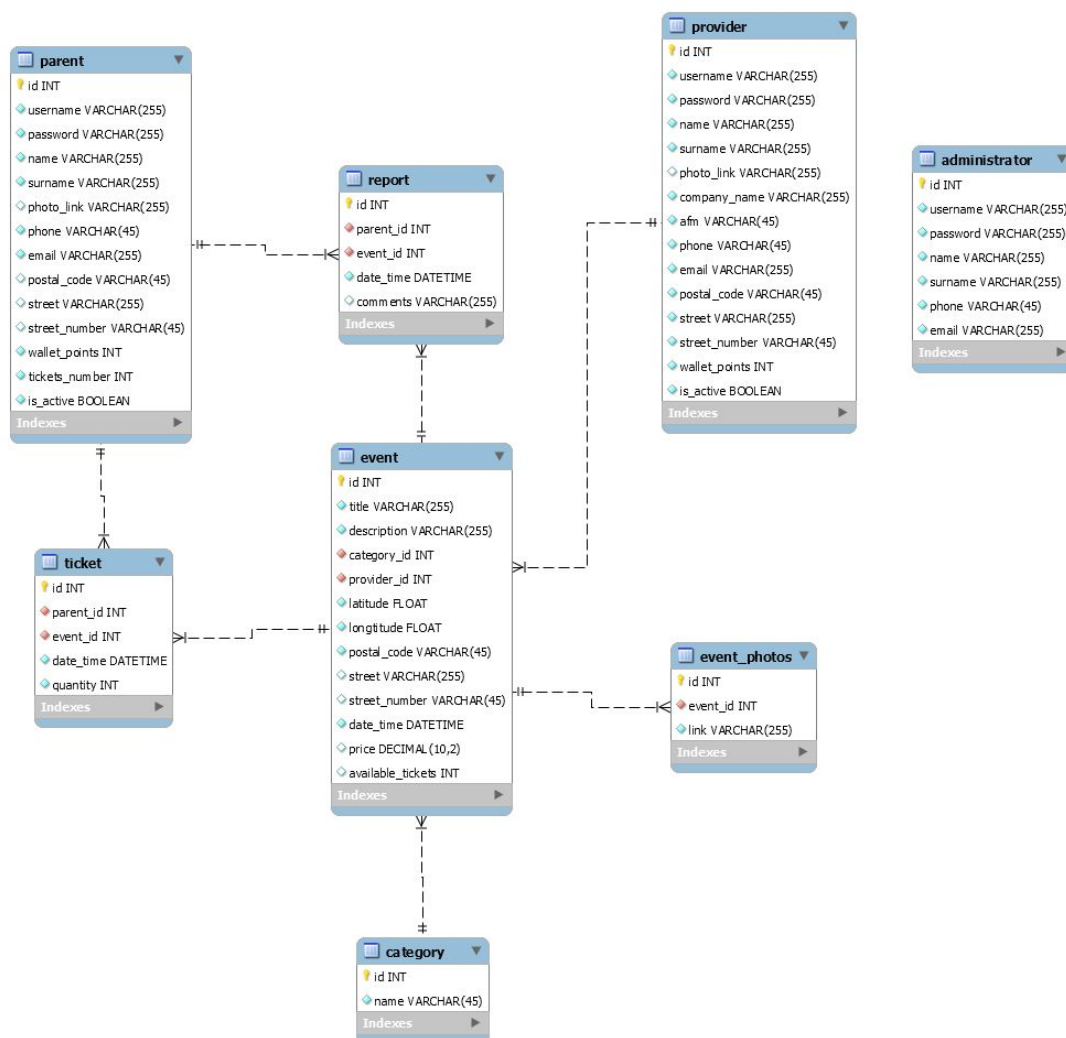 parent
id INT
username VARCHAR(255)
password VARCHAR(255)
name VARCHAR(255)
surname VARCHAR(255)
photo_link VARCHAR(255)
phone VARCHAR(45)
email VARCHAR(255)
postal_code VARCHAR(45)
street VARCHAR(255)
street_number VARCHAR(45)
wallet_points INT
tickets_number INT
is_active BOOLEAN
Indexes
report
id INT
parent_id INT
event_id INT
date_time DATETIME
comments VARCHAR(255)
Indexes
provider
id INT
username VARCHAR(255)
password VARCHAR(255)
name VARCHAR(255)
surname VARCHAR(255)
photo_link VARCHAR(255)
company_name VARCHAR(255)
afm VARCHAR(45)
phone VARCHAR(45)
email VARCHAR(255)
postal_code VARCHAR(45)
street VARCHAR(255)
street_number VARCHAR(45)
wallet_points INT
is_active BOOLEAN
Indexes
administrator
id INT
username VARCHAR(255)
password VARCHAR(255)
name VARCHAR(255)
surname VARCHAR(255)
phone VARCHAR(45)
email VARCHAR(255)
Indexes
ticket
id INT
parent_id INT
event_id INT
date_time DATETIME
quantity INT
Indexes
event
id INT
title VARCHAR(255)
description VARCHAR(255)
category_id INT
provider_id INT
latitude FLOAT
longtitude FLOAT
postal_code VARCHAR(45)
street VARCHAR(255)
street_number VARCHAR(45)
date_time DATETIME
price DECIMAL(10,2)
available_tickets INT
Indexes
event_photos
id INT
event_id INT
link VARCHAR(255)
Indexes
category
id INT
name VARCHAR(45)
Indexes